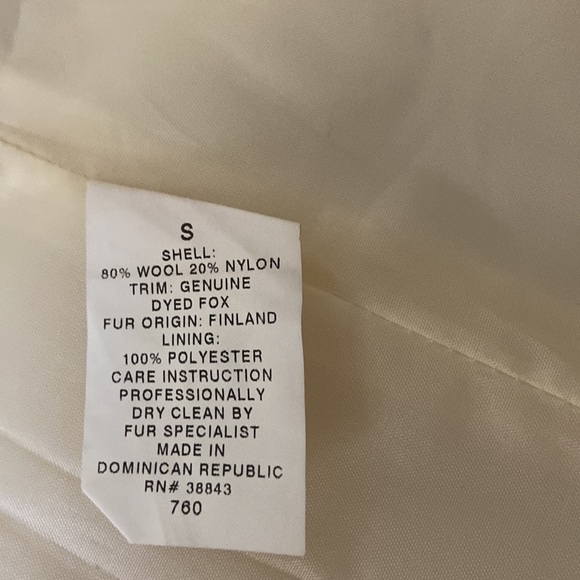 S
SHELL:
80% WOOL 20% NYLON
TRIM: GENUINE
DYED FOX
FUR ORIGIN: FINLAND
LINING:
100% POLYESTER
CARE INSTRUCTION
PROFESSIONALLY
DRY CLEAN BY
FUR SPECIALIST
MADE IN
DOMINICAN REPUBLIC
RN# 38843
760